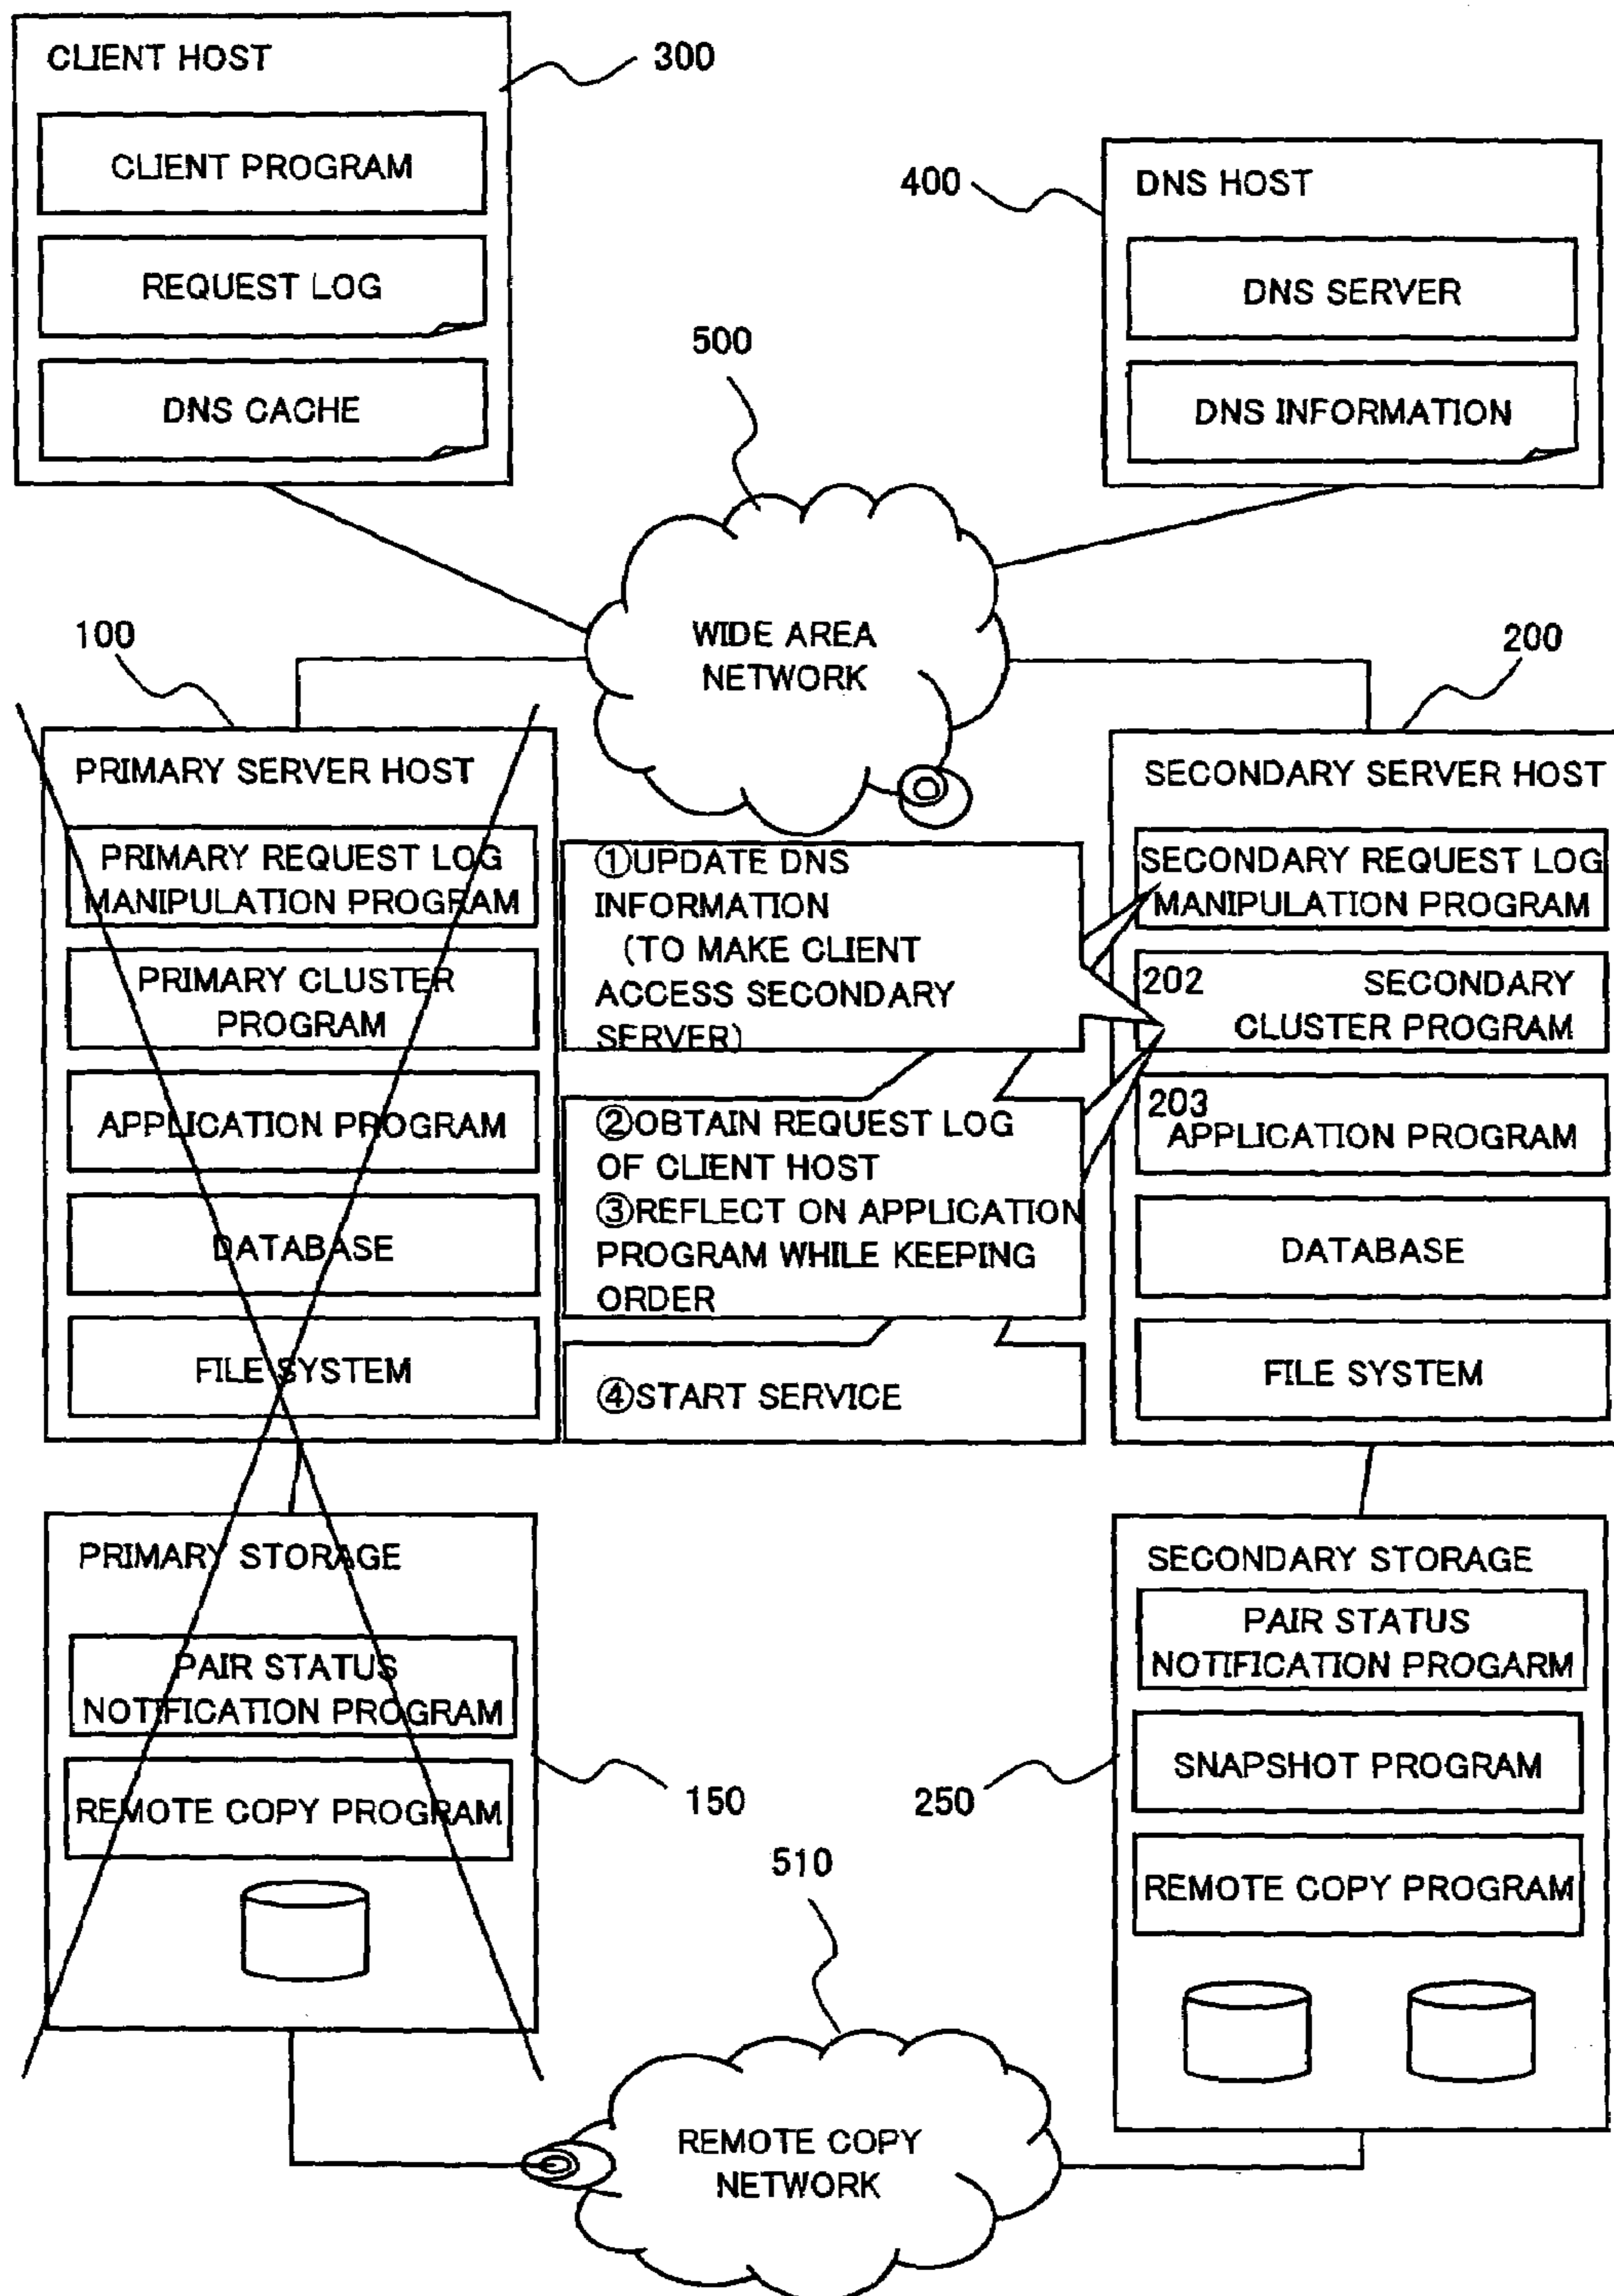 CLIENT HOST
300
CLIENT PROGRAM
REQUEST LOG
DNS CACHE
400
DNS HOST
DNS SERVER
DNS INFORMATION
500
WIDE AREA
NETWORK
100
PRIMARY SERVER HOST
PRIMARY REQUEST LOG
MANIPULATION PROGRAM
PRIMARY CLUSTER
PROGRAM
APPLICATION PROGRAM
DATABASE
FILE SYSTEM
①UPDATE DNS
INFORMATION
(TO MAKE CLIENT
ACCESS SECONDARY
SERVER)
②OBTAIN REQUEST LOG
OF CLIENT HOST
③REFLECT ON APPLICATION
PROGRAM WHILE KEEPING
ORDER
④START SERVICE
200
SECONDARY SERVER HOST
SECONDARY REQUEST LOG
MANIPULATION PROGRAM
202 SECONDARY
CLUSTER PROGRAM
203
APPLICATION PROGRAM
DATABASE
FILE SYSTEM
PRIMARY STORAGE
PAIR STATUS
NOTIFICATION PROGRAM
REMOTE COPY PROGRAM
150
250
SECONDARY STORAGE
PAIR STATUS
NOTIFICATION PROGARM
SNAPSHOT PROGRAM
REMOTE COPY PROGRAM
510
REMOTE COPY
NETWORK